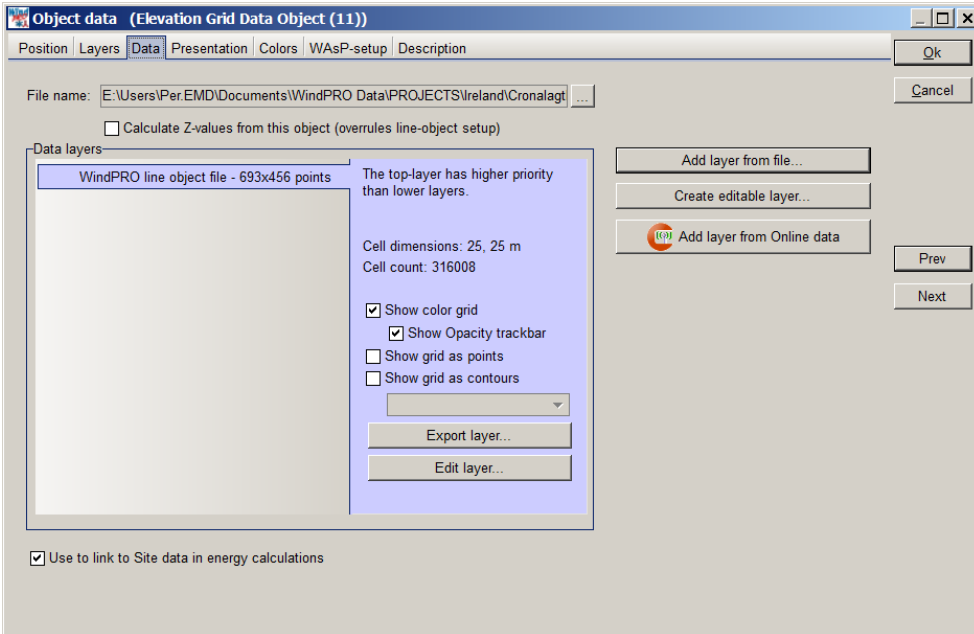 Object data (Elevation Grid Data Object (11))
Position Layers Data Presentation Colors WAsP-setup Description
Ok
Cancel
File name: E:\Users\Per.EMD\Documents\WindPRO Data\PROJECTS\Ireland\Cronalagt ...
Calculate Z-values from this object (overrules line-object setup)
Data layers
WindPRO line object file - 693x456 points
The top-layer has higher priority
than lower layers.
Cell dimensions: 25, 25 m
Cell count: 316008
Show color grid
Show Opacity trackbar
Show grid as points
Show grid as contours
Export layer...
Edit layer...
Add layer from file...
Create editable layer...
Add layer from Online data
Prev
Next
Use to link to Site data in energy calculations